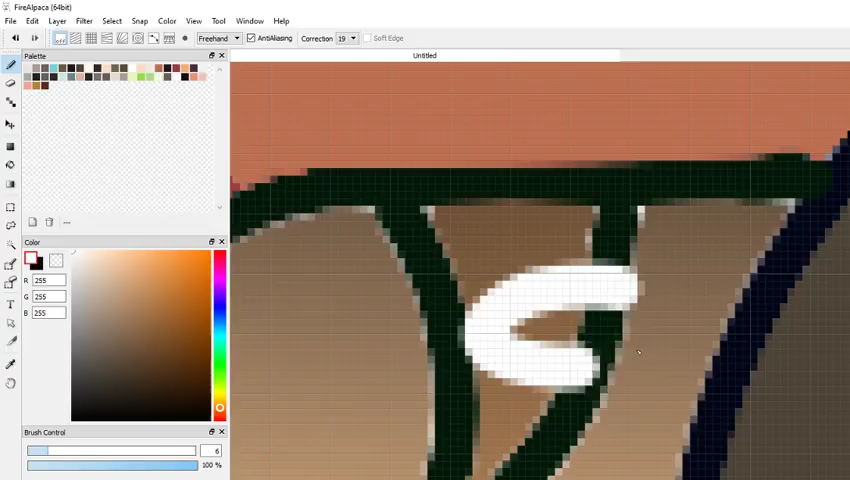 FireAlpaca (64bit)
File Edit Layer Filter Select Snap Color View Tool Window Help
off Freehand AntiAliasing Correction 19 Soft Edge
Palette
Untitled
Color
R 255
G 255
B 255
Brush Control
6
100 %